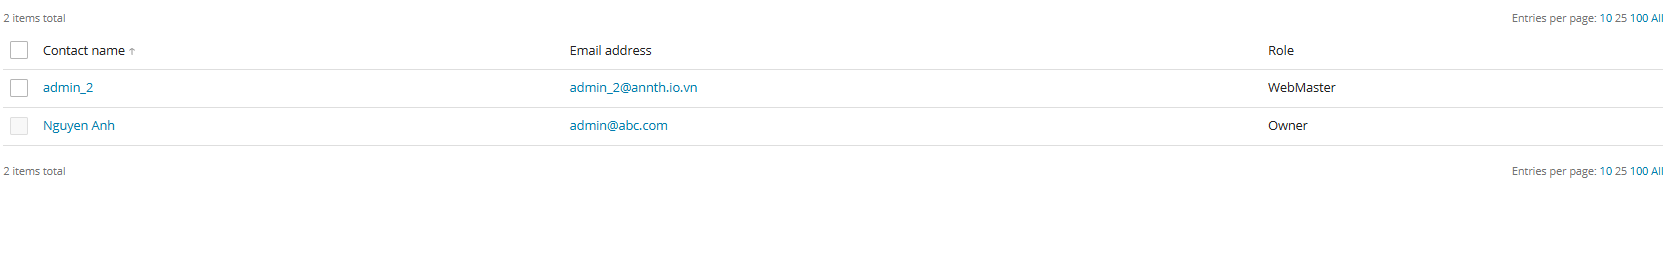 2 items total Entries per page: 10 25 100 All
Contact name ↑ Email address Role
admin_2 admin_2@annth.io.vn WebMaster
Nguyen Anh admin@abc.com Owner
2 items total Entries per page: 10 25 100 All